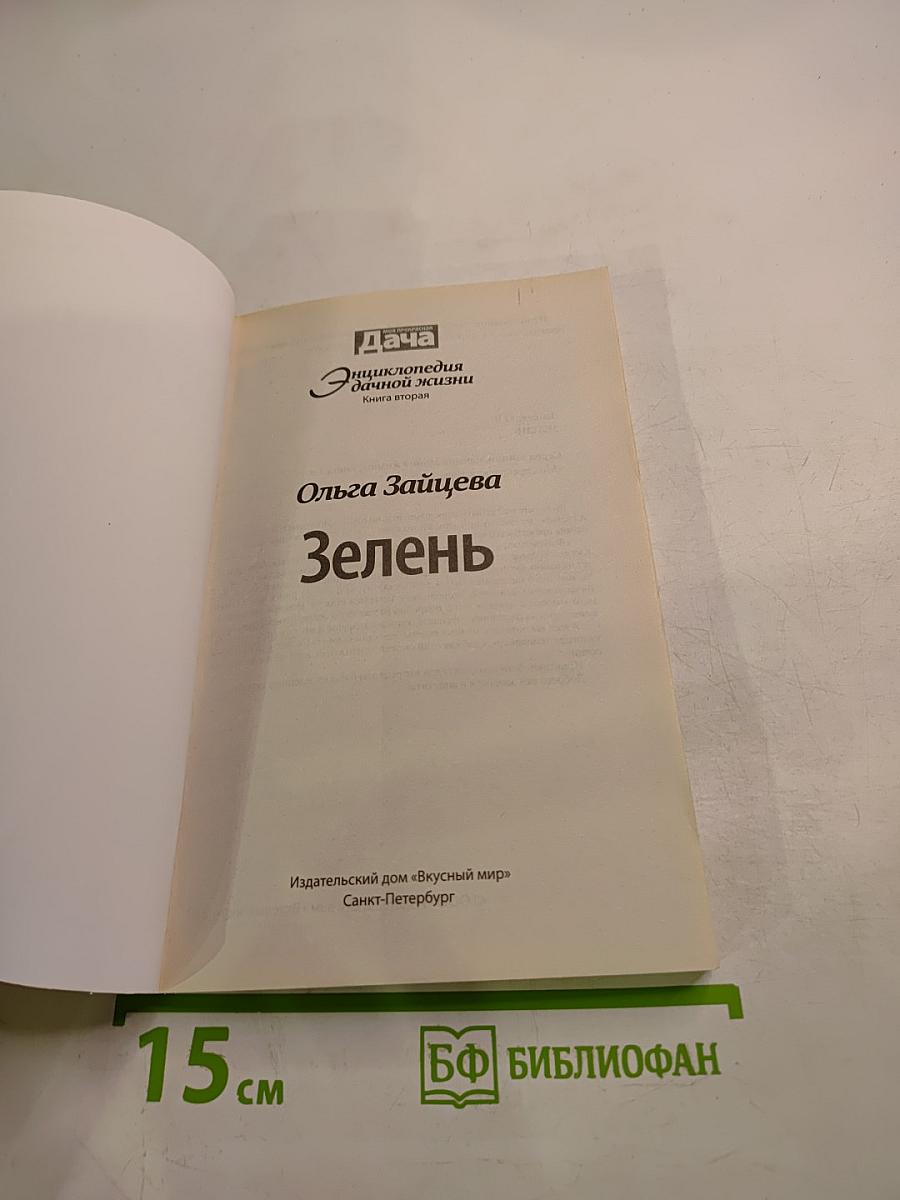 моя прекрасная
Дача
Энциклопедия
дачной жизни
Книга вторая
Ольга Зайцева
Зелень
Издательский дом «Вкусный мир»
Санкт-Петербург
15 см
БФ БИБЛИОФАН